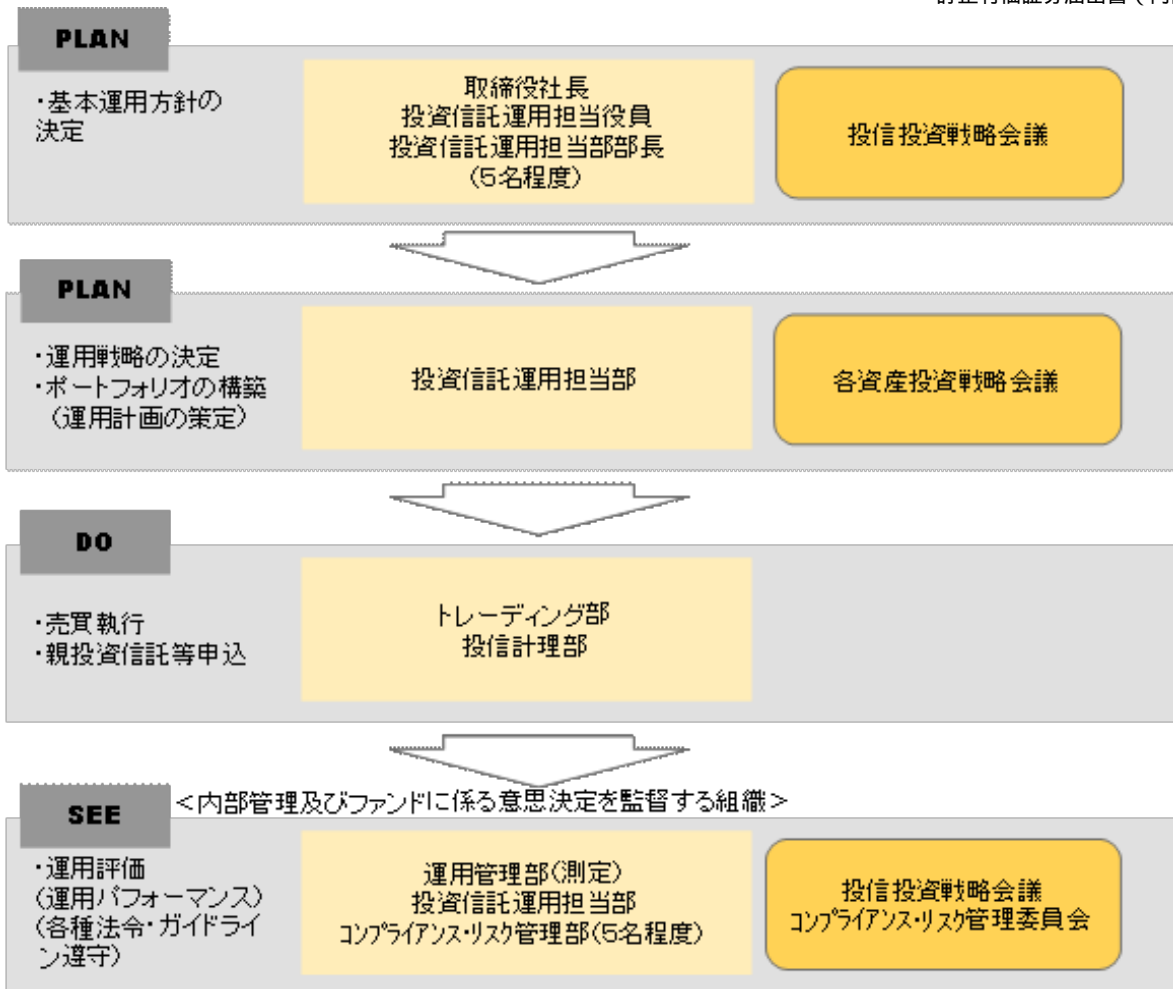 PLAN
・基本運用方針の
決定
取締役社長
投資信託運用担当役員
投資信託運用担当部部長
(5名程度)
投信投資戦略会議
PLAN
・運用戦略の決定
・ポートフォリオの構築
(運用計画の策定)
投資信託運用担当部
各資産投資戦略会議
DO
・売買執行
・親投資信託等申込
トレーディング部
投信計理部
SEE
＜内部管理及びファンドに係る意思決定を監督する組織＞
・運用評価
(運用パフォーマンス)
(各種法令・ガイドライ
ン遵守)
運用管理部(測定)
投資信託運用担当部
コンプライアンス・リスク管理部(5名程度)
投信投資戦略会議
コンプライアンス・リスク管理委員会